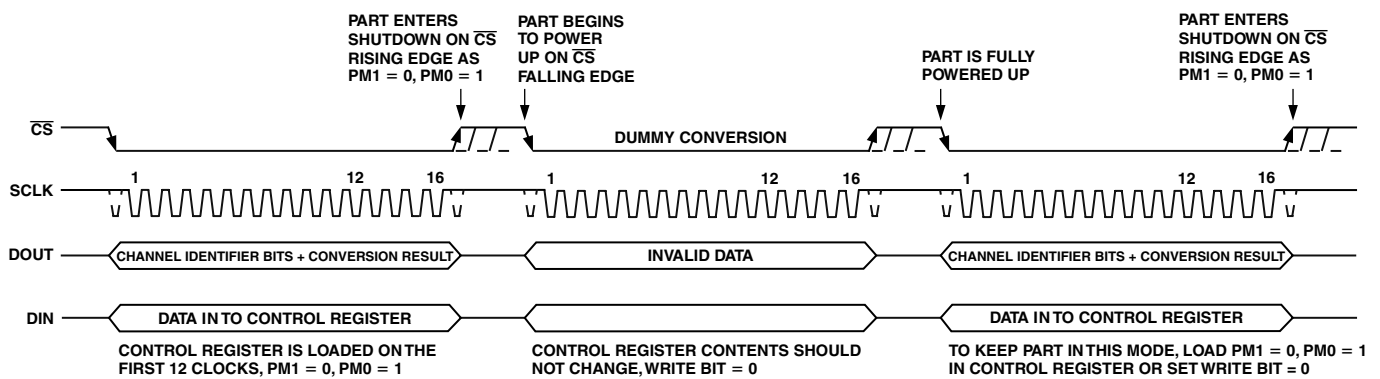 PART ENTERS
SHUTDOWN ON CS
RISING EDGE AS
PM1 = 0, PM0 = 1
PART BEGINS
TO POWER
UP ON CS
FALLING EDGE
PART IS FULLY
POWERED UP
PART ENTERS
SHUTDOWN ON CS
RISING EDGE AS
PM1 = 0, PM0 = 1
CS
DUMMY CONVERSION
SCLK
1 12 16 1 12 16 1 12 16
DOUT
CHANNEL IDENTIFIER BITS + CONVERSION RESULT
INVALID DATA
CHANNEL IDENTIFIER BITS + CONVERSION RESULT
DIN
DATA IN TO CONTROL REGISTER
DATA IN TO CONTROL REGISTER
CONTROL REGISTER IS LOADED ON THE
FIRST 12 CLOCKS, PM1 = 0, PM0 = 1
CONTROL REGISTER CONTENTS SHOULD
NOT CHANGE, WRITE BIT = 0
TO KEEP PART IN THIS MODE, LOAD PM1 = 0, PM0 = 1
IN CONTROL REGISTER OR SET WRITE BIT = 0